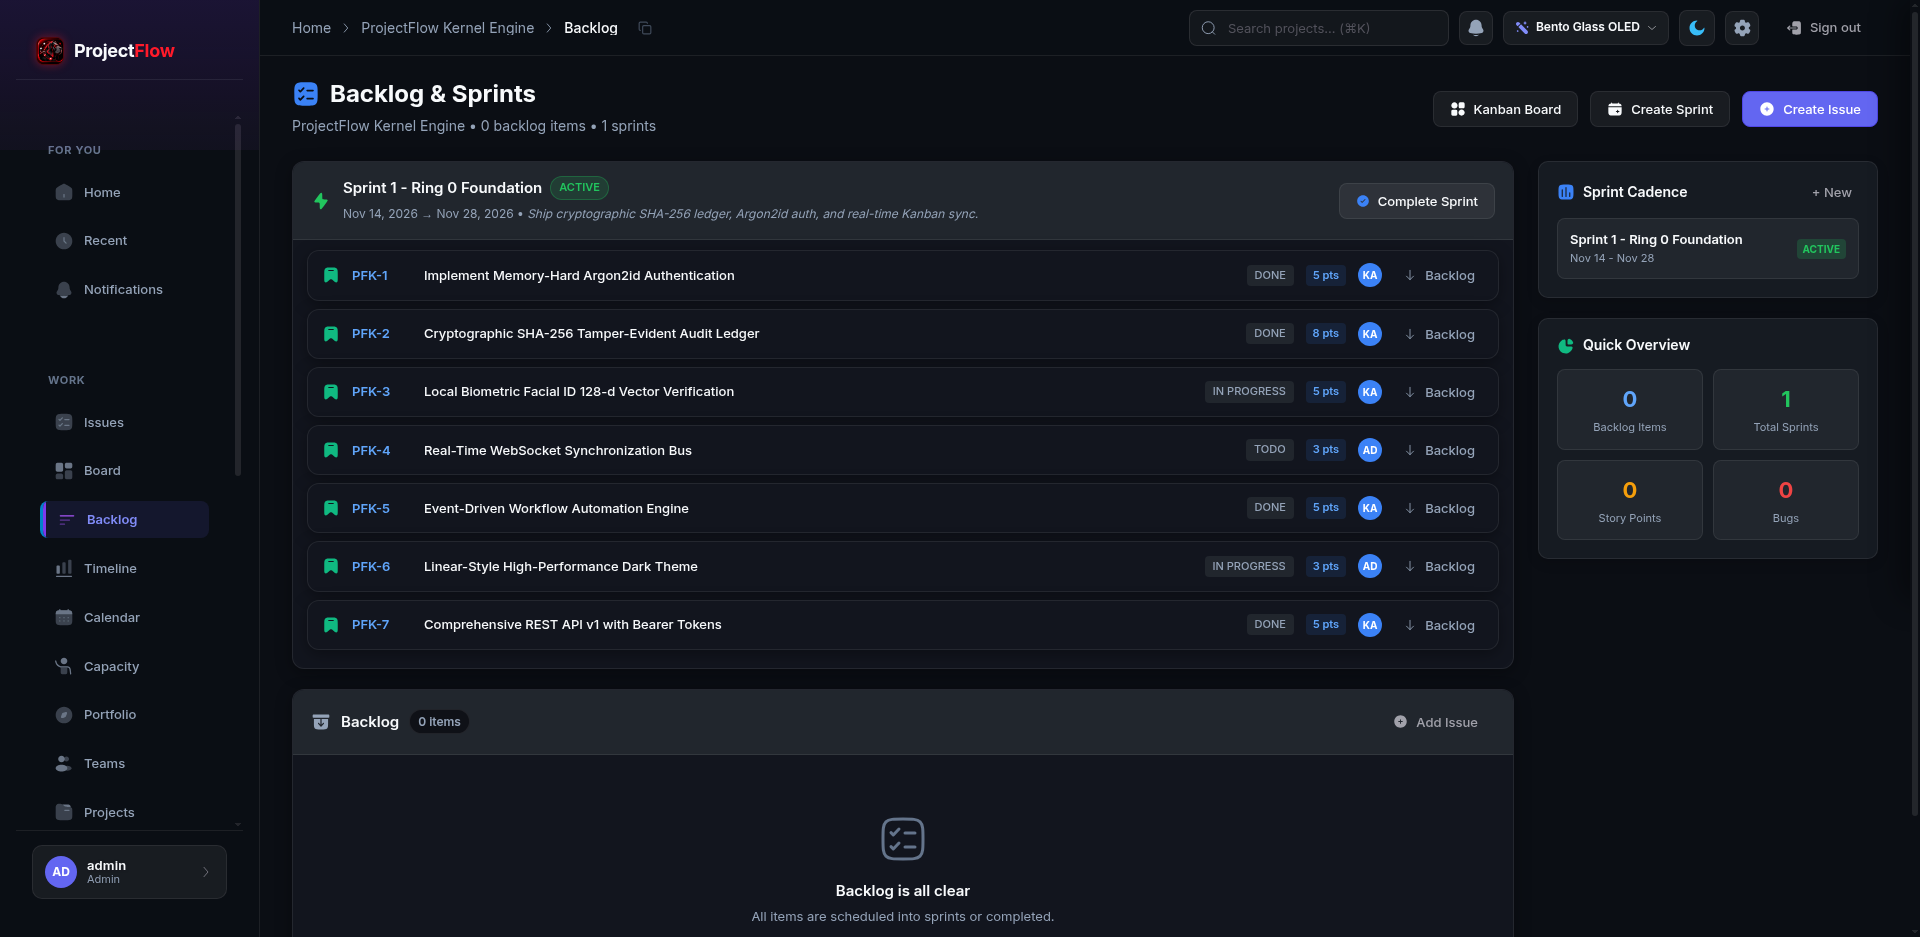 ProjectFlow
FOR YOU
Home
Recent
Notifications
WORK
Issues
Board
Backlog
Timeline
Calendar
Capacity
Portfolio
Teams
Projects
AD
admin
Admin
Home
ProjectFlow Kernel Engine
Backlog
Search projects... (⌘K)
Bento Glass OLED
Sign out
Backlog & Sprints
ProjectFlow Kernel Engine • 0 backlog items • 1 sprints
Kanban Board
Create Sprint
Create Issue
Sprint 1 - Ring 0 Foundation ACTIVE
Nov 14, 2026 → Nov 28, 2026 • Ship cryptographic SHA-256 ledger, Argon2id auth, and real-time Kanban sync.
Complete Sprint
PFK-1 Implement Memory-Hard Argon2id Authentication DONE 5 pts KA ↓ Backlog
PFK-2 Cryptographic SHA-256 Tamper-Evident Audit Ledger DONE 8 pts KA ↓ Backlog
PFK-3 Local Biometric Facial ID 128-d Vector Verification IN PROGRESS 5 pts KA ↓ Backlog
PFK-4 Real-Time WebSocket Synchronization Bus TODO 3 pts AD ↓ Backlog
PFK-5 Event-Driven Workflow Automation Engine DONE 5 pts KA ↓ Backlog
PFK-6 Linear-Style High-Performance Dark Theme IN PROGRESS 3 pts AD ↓ Backlog
PFK-7 Comprehensive REST API v1 with Bearer Tokens DONE 5 pts KA ↓ Backlog
Backlog 0 items
Add Issue
Backlog is all clear
All items are scheduled into sprints or completed.
Sprint Cadence
+ New
Sprint 1 - Ring 0 Foundation
Nov 14 - Nov 28
ACTIVE
Quick Overview
0
Backlog Items
1
Total Sprints
0
Story Points
0
Bugs